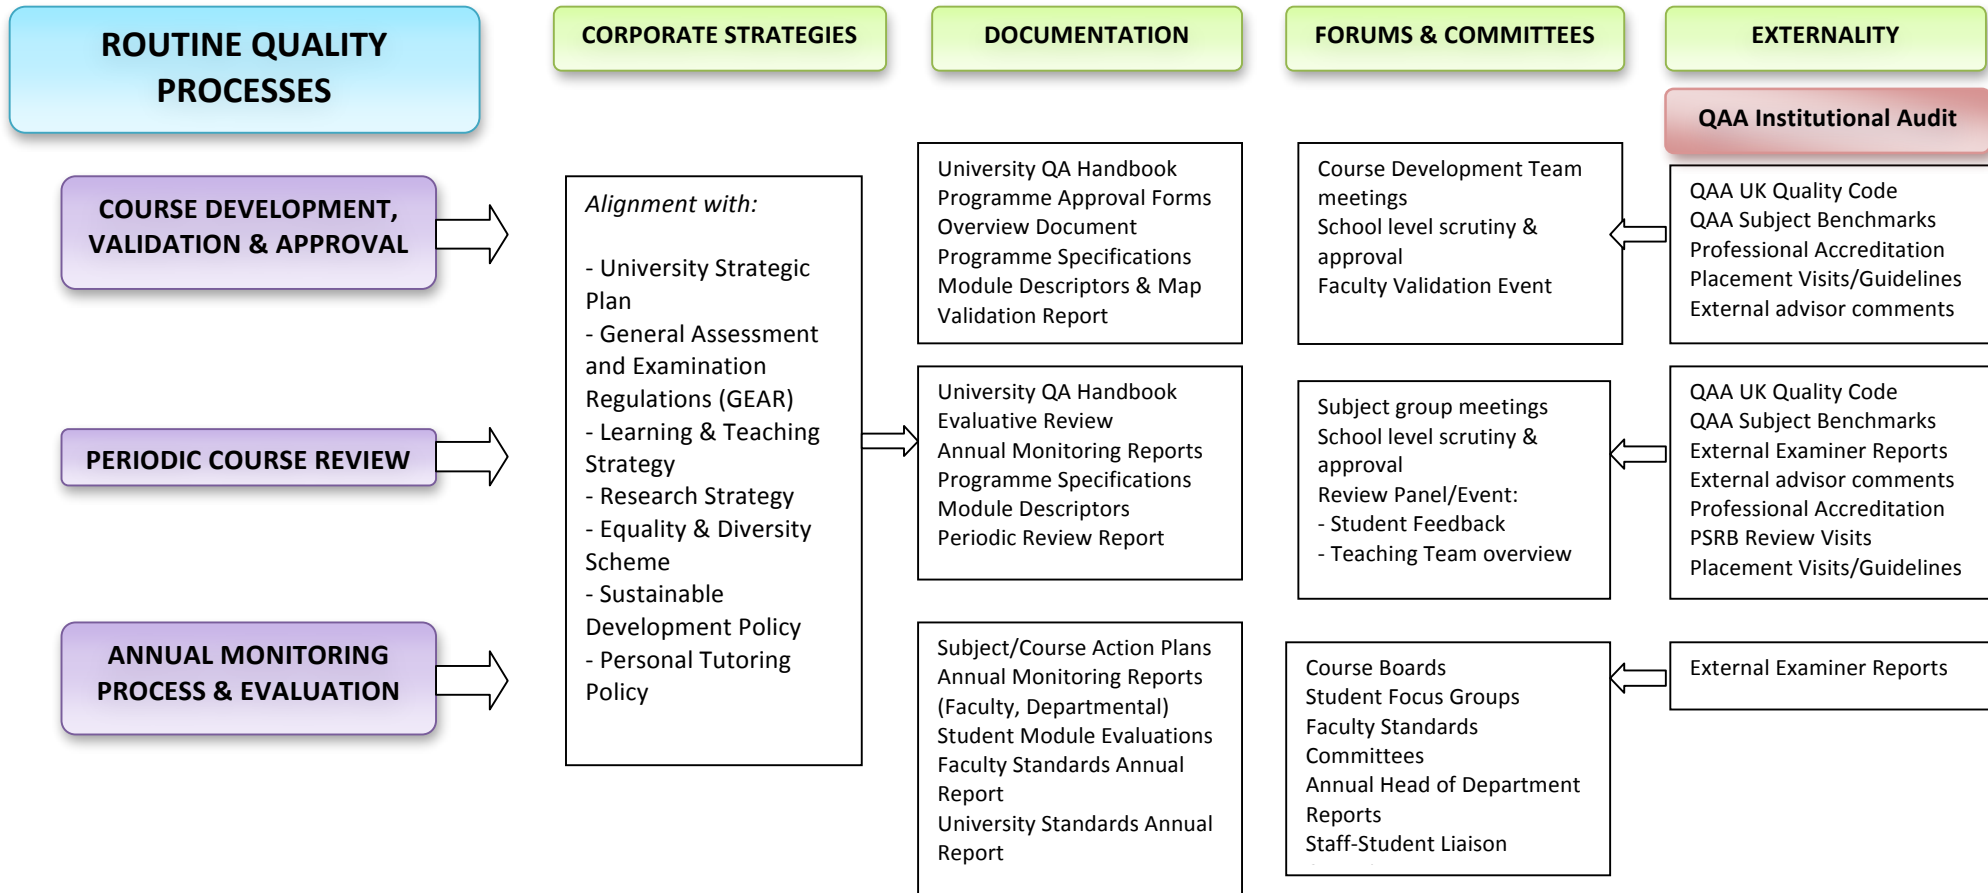 ROUTINE QUALITY
PROCESSES
CORPORATE STRATEGIES
DOCUMENTATION
FORUMS & COMMITTEES
EXTERNALITY
QAA Institutional Audit
COURSE DEVELOPMENT,
VALIDATION & APPROVAL
PERIODIC COURSE REVIEW
ANNUAL MONITORING
PROCESS & EVALUATION
Alignment with:
- University Strategic
Plan
- General Assessment
and Examination
Regulations (GEAR)
- Learning & Teaching
Strategy
- Research Strategy
- Equality & Diversity
Scheme
- Sustainable
Development Policy
- Personal Tutoring
Policy
University QA Handbook
Programme Approval Forms
Overview Document
Programme Specifications
Module Descriptors & Map
Validation Report
University QA Handbook
Evaluative Review
Annual Monitoring Reports
Programme Specifications
Module Descriptors
Periodic Review Report
Subject/Course Action Plans
Annual Monitoring Reports
(Faculty, Departmental)
Student Module Evaluations
Faculty Standards Annual
Report
University Standards Annual
Report
Course Development Team
meetings
School level scrutiny &
approval
Faculty Validation Event
Subject group meetings
School level scrutiny &
approval
Review Panel/Event:
- Student Feedback
- Teaching Team overview
Course Boards
Student Focus Groups
Faculty Standards
Committees
Annual Head of Department
Reports
Staff-Student Liaison
QAA UK Quality Code
QAA Subject Benchmarks
Professional Accreditation
Placement Visits/Guidelines
External advisor comments
QAA UK Quality Code
QAA Subject Benchmarks
External Examiner Reports
External advisor comments
Professional Accreditation
PSRB Review Visits
Placement Visits/Guidelines
External Examiner Reports